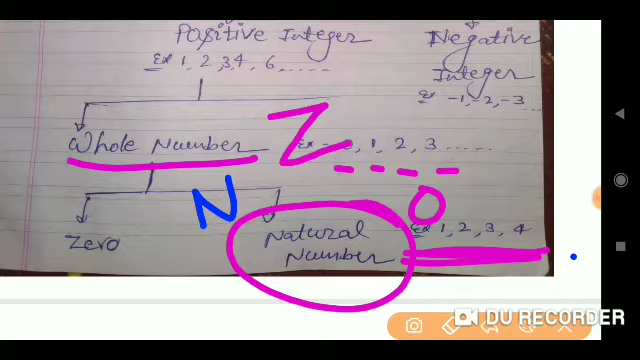 Positive Integer
Negative
Ex 1, 2, 3, 4, 6, .....
Integer
Ex -1, -2, -3 ...
Z
Whole Number
Ex - 0, 1, 2, 3 .....
N
0
Zero
Natural
Number
Ex 1, 2, 3, 4
DU RECORDER